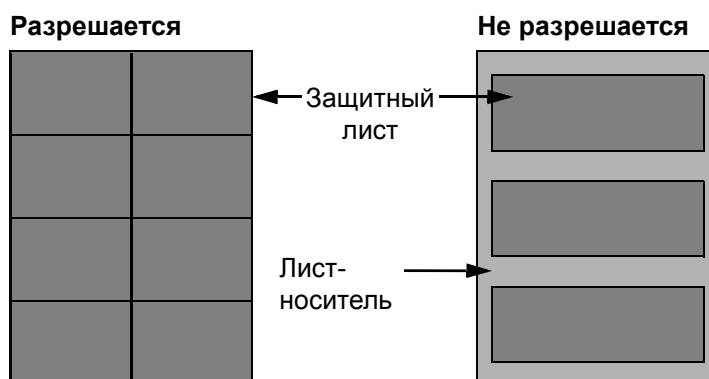 Разрешается
Не разрешается
Защитный
лист
Лист-
носитель